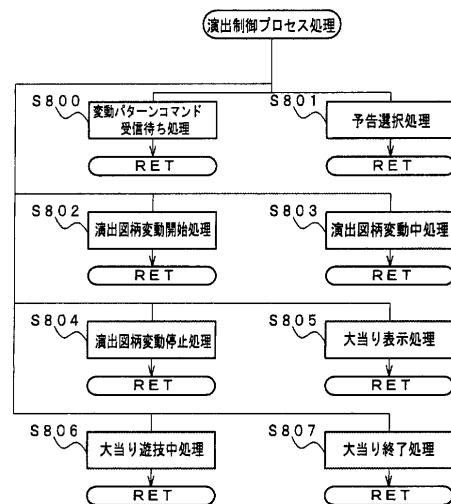 演出制御プロセス処理
S800
変動パターンコマンド
受信待ち処理
RET
S801
予告選択処理
RET
S802
演出図柄変動開始処理
RET
S803
演出図柄変動中処理
RET
S804
演出図柄変動停止処理
RET
S805
大当り表示処理
RET
S806
大当り遊技中処理
RET
S807
大当り終了処理
RET